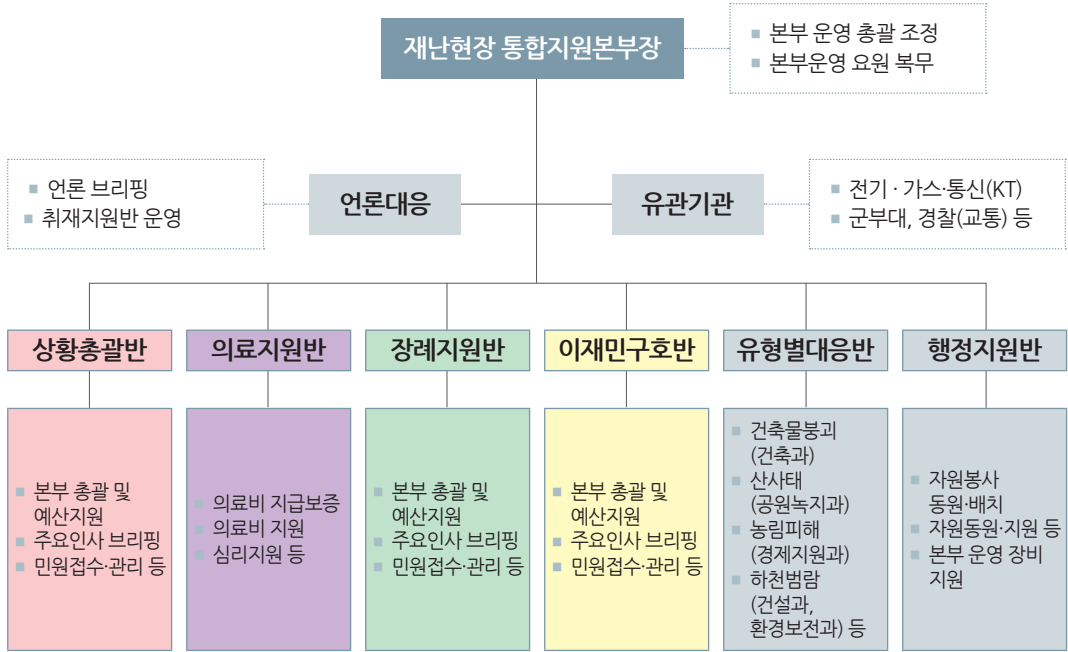 재난현장 통합지원본부장
본부 운영 총괄 조정
본부운영 요원 복무
언론 브리핑
취재지원반 운영
언론대응
유관기관
전기 · 가스·통신(KT)
군부대, 경찰(교통) 등
상황총괄반
의료지원반
장례지원반
이재민구호반
유형별대응반
행정지원반
본부 총괄 및
예산지원
주요인사 브리핑
민원접수·관리 등
의료비 지급보증
의료비 지원
심리지원 등
본부 총괄 및
예산지원
주요인사 브리핑
민원접수·관리 등
본부 총괄 및
예산지원
주요인사 브리핑
민원접수·관리 등
건축물붕괴
(건축과)
산사태
(공원녹지과)
농림피해
(경제지원과)
하천범람
(건설과,
환경보전과) 등
자원봉사
동원·배치
자원동원·지원 등
본부 운영 장비
지원